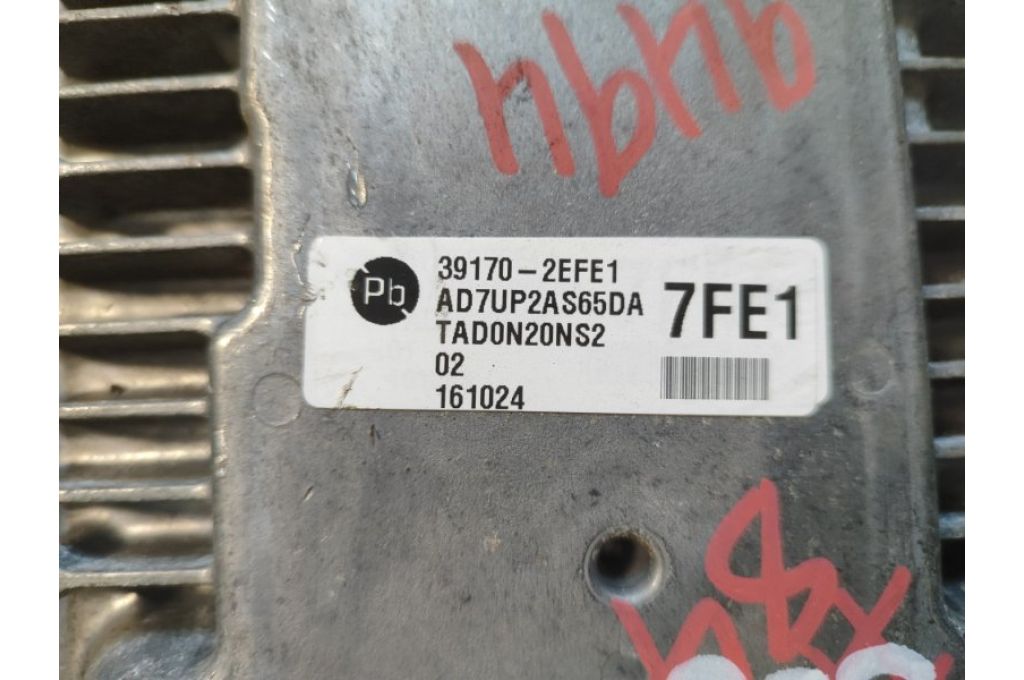 Pb
39170-2EFE1
AD7UP2AS65DA
7FE1
TAD0N20NS2
02
161024